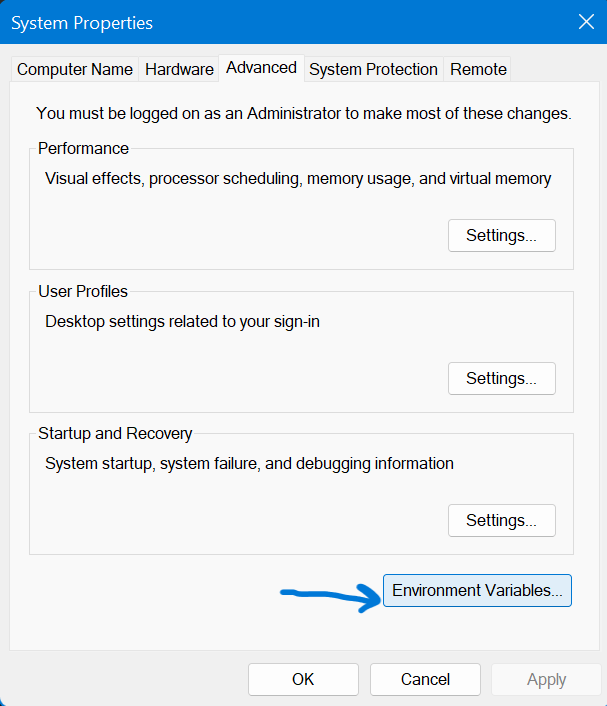 System Properties
Computer Name Hardware Advanced System Protection Remote
You must be logged on as an Administrator to make most of these changes.
Performance
Visual effects, processor scheduling, memory usage, and virtual memory
Settings...
User Profiles
Desktop settings related to your sign-in
Settings...
Startup and Recovery
System startup, system failure, and debugging information
Settings...
Environment Variables...
OK Cancel Apply